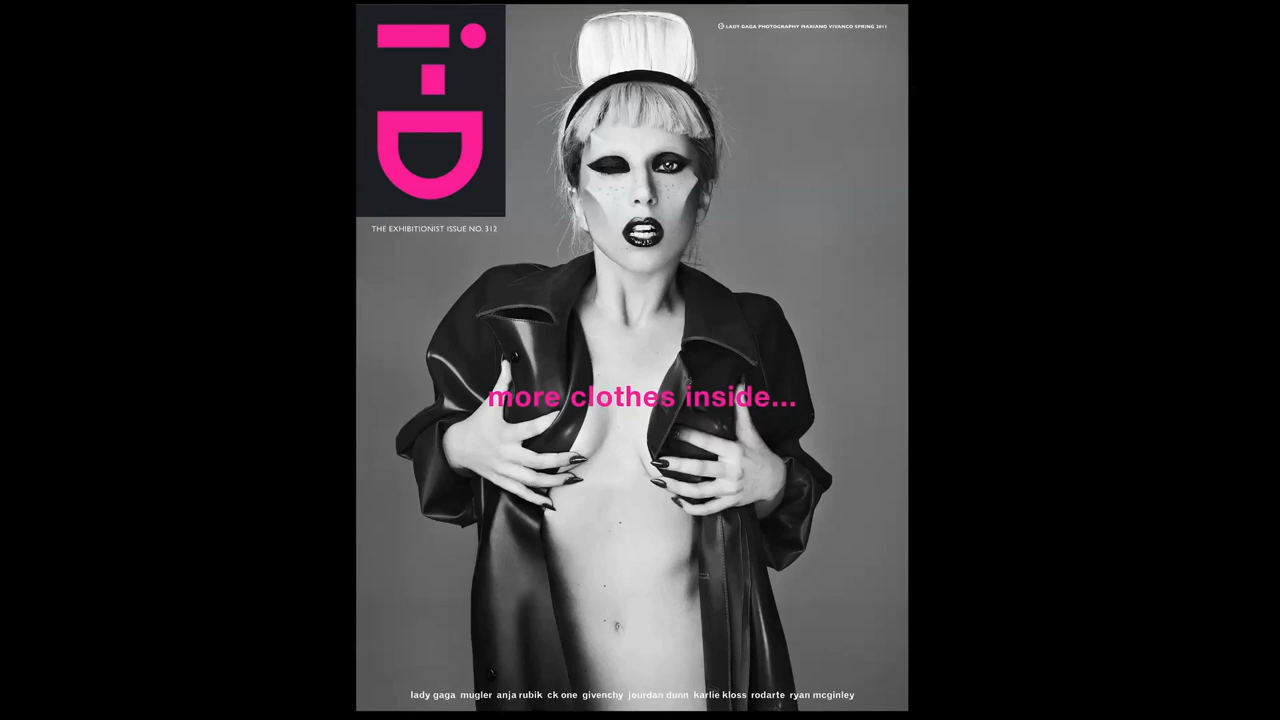 i-D
LADY GAGA PHOTOGRAPHY MARIANO VIVANCO SPRING 2011
THE EXHIBITIONIST ISSUE NO. 312
more clothes inside...
lady gaga mugler anja rubik ck one givenchy jourdan dunn karlie kloss rodarte ryan mcginley